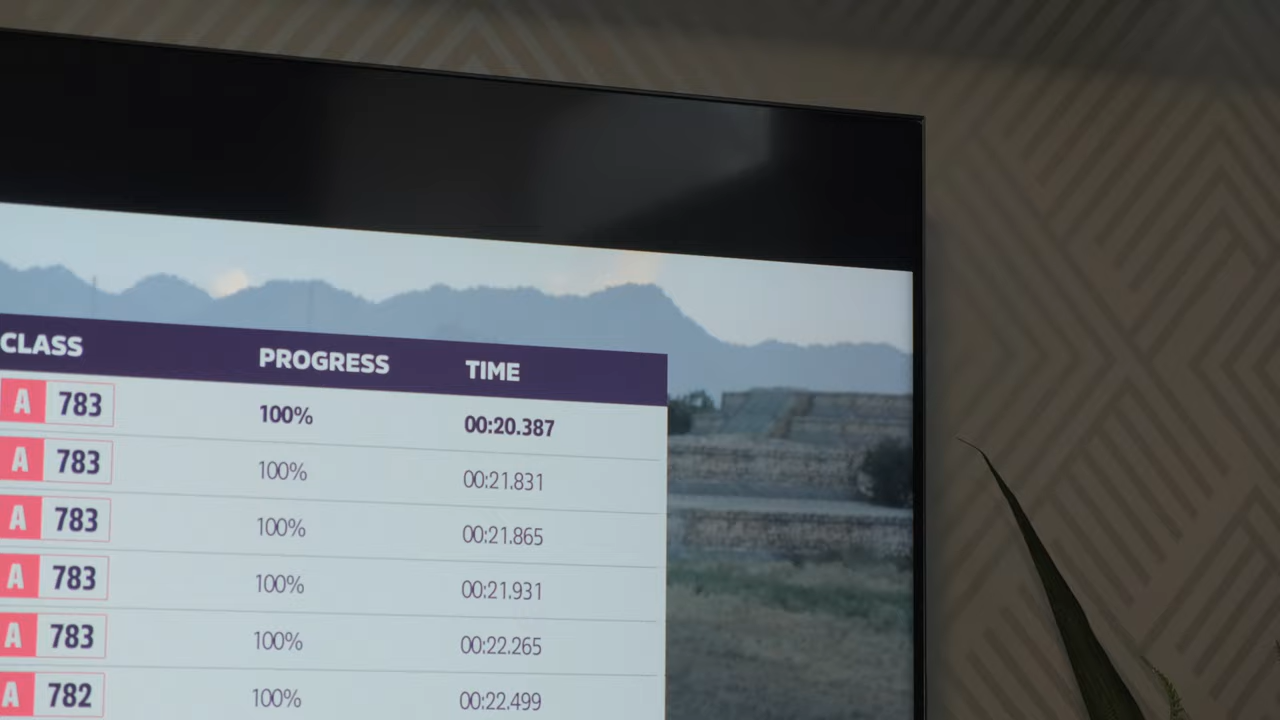 CLASS PROGRESS TIME
A 783 100% 00:20.387
A 783 100% 00:21.831
A 783 100% 00:21.865
A 783 100% 00:21.931
A 783 100% 00:22.265
A 782 100% 00:22.499